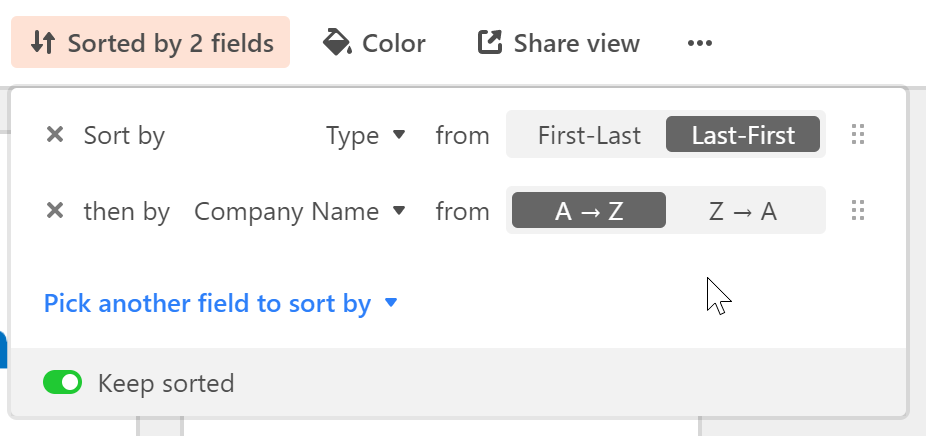 Sorted by 2 fields Color Share view
Sort by Type from First-Last Last-First
then by Company Name from A → Z Z → A
Pick another field to sort by
Keep sorted